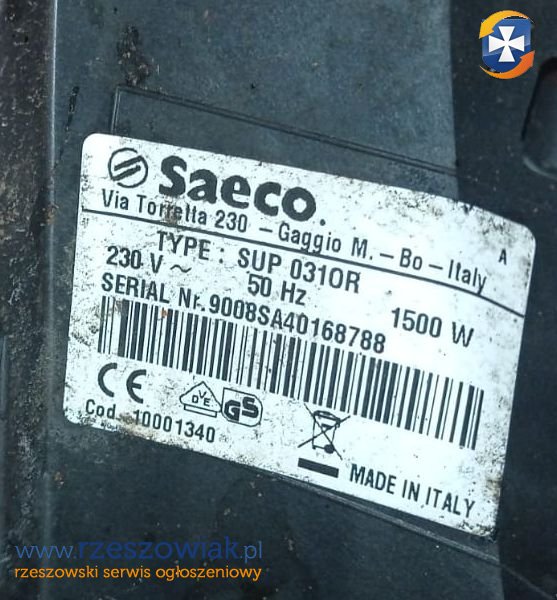 Saeco.
Via Torretta 230 - Gaggio M. - Bo - Italy
A
TYPE : SUP 031OR
230 V ~ 50 Hz 1500 W
SERIAL Nr. 9008SA40168788
CE
DVE
GS
Cod. 10001340
MADE IN ITALY
www.rzeszowiak.pl
rzeszowski serwis ogłoszeniowy